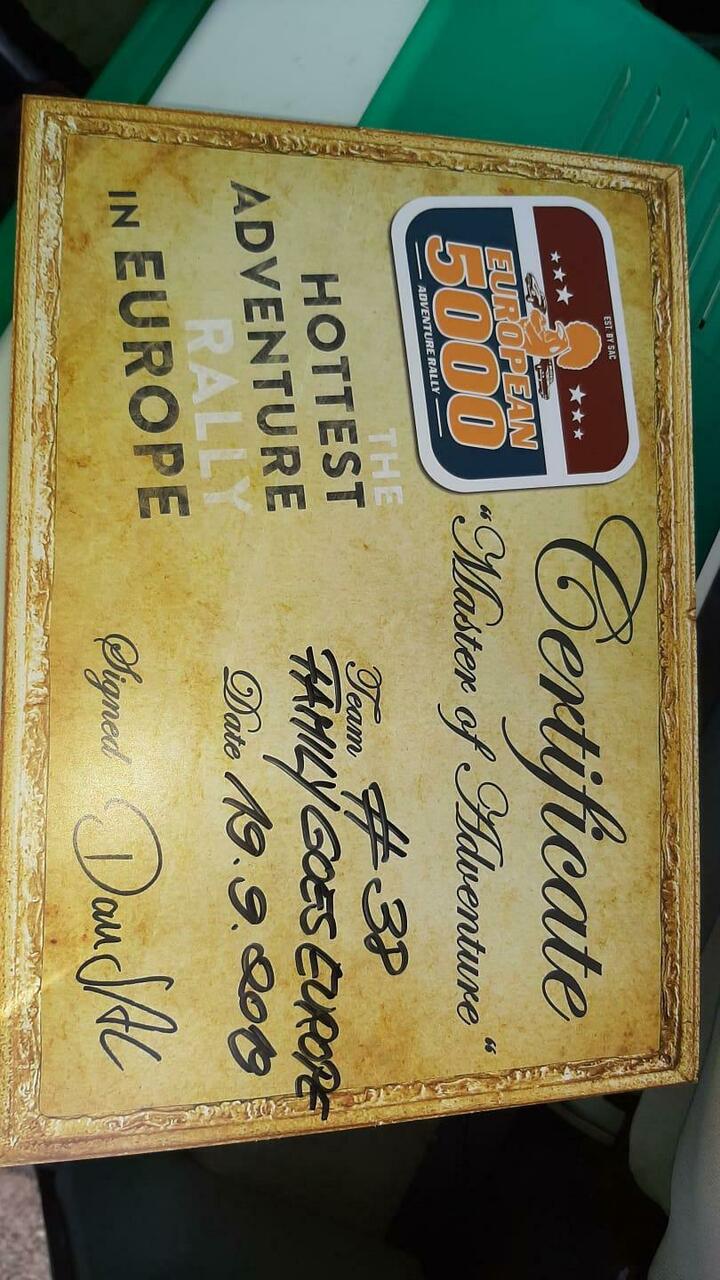 EST. BY SAC
EUROPEAN
5000
ADVENTURE RALLY
THE
HOTTEST
ADVENTURE
RALLY
IN EUROPE
Certificate
"Master of Adventure"
Team # 38
FAMILY GOES EUROPE
Date 19.9.2019
Signed